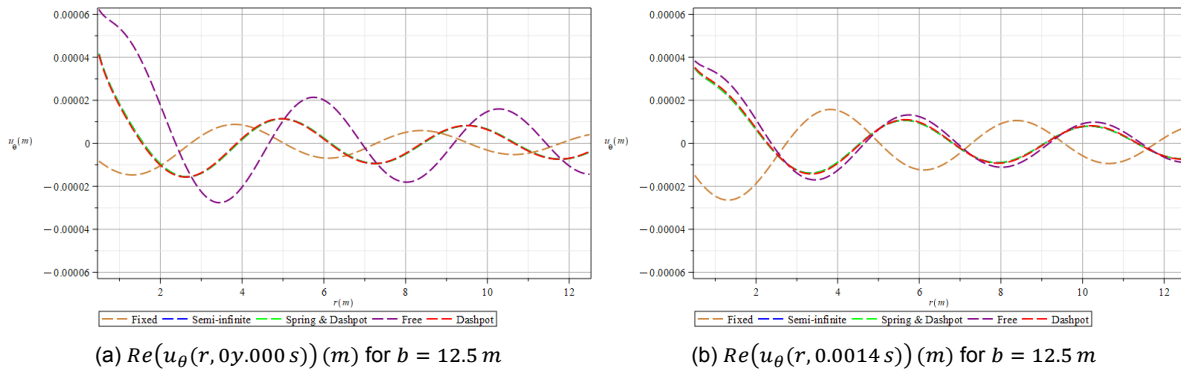 0.00006
0.00004
0.00002
0
−0.00002
−0.00004
−0.00006
u_θ(m)
2 4 6 8 10 12
r(m)
Fixed Semi-infinite Spring & Dashpot Free Dashpot
(a) Re(u_θ(r, 0y.000 s)) (m) for b = 12.5 m
0.00006
0.00004
0.00002
0
−0.00002
−0.00004
−0.00006
u_θ(m)
2 4 6 8 10 12
r(m)
Fixed Semi-infinite Spring & Dashpot Free Dashpot
(b) Re(u_θ(r, 0.0014 s)) (m) for b = 12.5 m